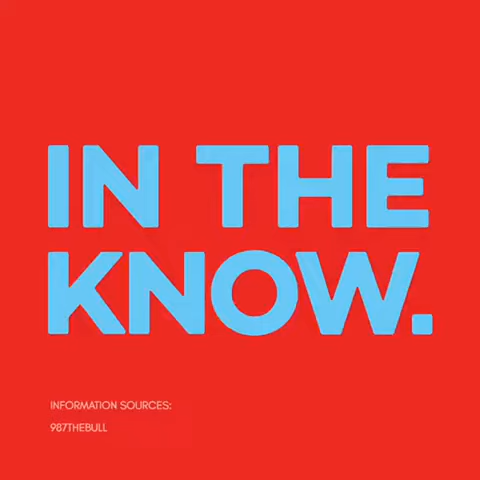 IN THE
KNOW.
INFORMATION SOURCES:
987THEBULL